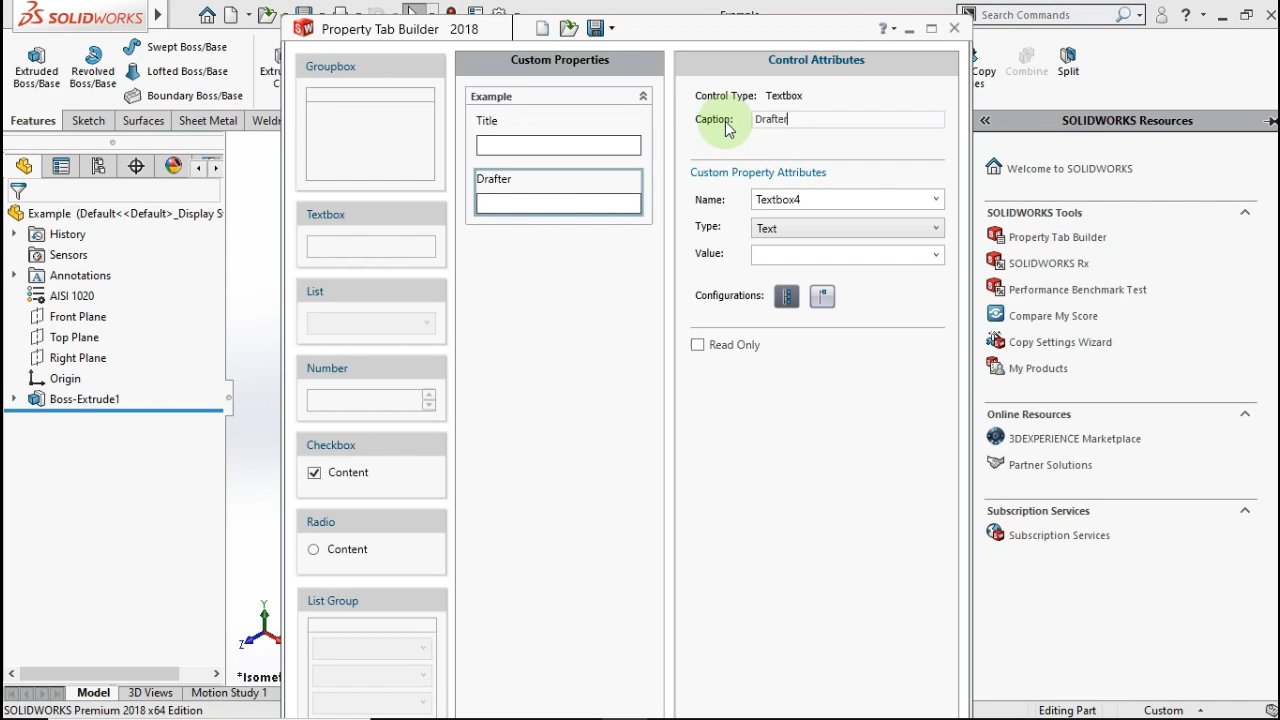 SOLIDWORKS
Example
Search Commands
Property Tab Builder 2018
Extruded
Boss/Base
Revolved
Boss/Base
Swept Boss/Base
Lofted Boss/Base
Boundary Boss/Base
Combine
Split
Features
Sketch
Surfaces
Sheet Metal
Example (Default<<Default>_Display S
History
Sensors
Annotations
AISI 1020
Front Plane
Top Plane
Right Plane
Origin
Boss-Extrude1
Z
Y
*Isomet
Model
3D Views
Motion Study 1
SOLIDWORKS Premium 2018 x64 Edition
Groupbox
Textbox
List
Number
Checkbox
Content
Radio
Content
List Group
Custom Properties
Example
Title
Drafter
Control Attributes
Control Type: Textbox
Caption: Drafter
Custom Property Attributes
Name: Textbox4
Type: Text
Value:
Configurations:
Read Only
SOLIDWORKS Resources
Welcome to SOLIDWORKS
SOLIDWORKS Tools
Property Tab Builder
SOLIDWORKS Rx
Performance Benchmark Test
Compare My Score
Copy Settings Wizard
My Products
Online Resources
3DEXPERIENCE Marketplace
Partner Solutions
Subscription Services
Subscription Services
Editing Part
Custom